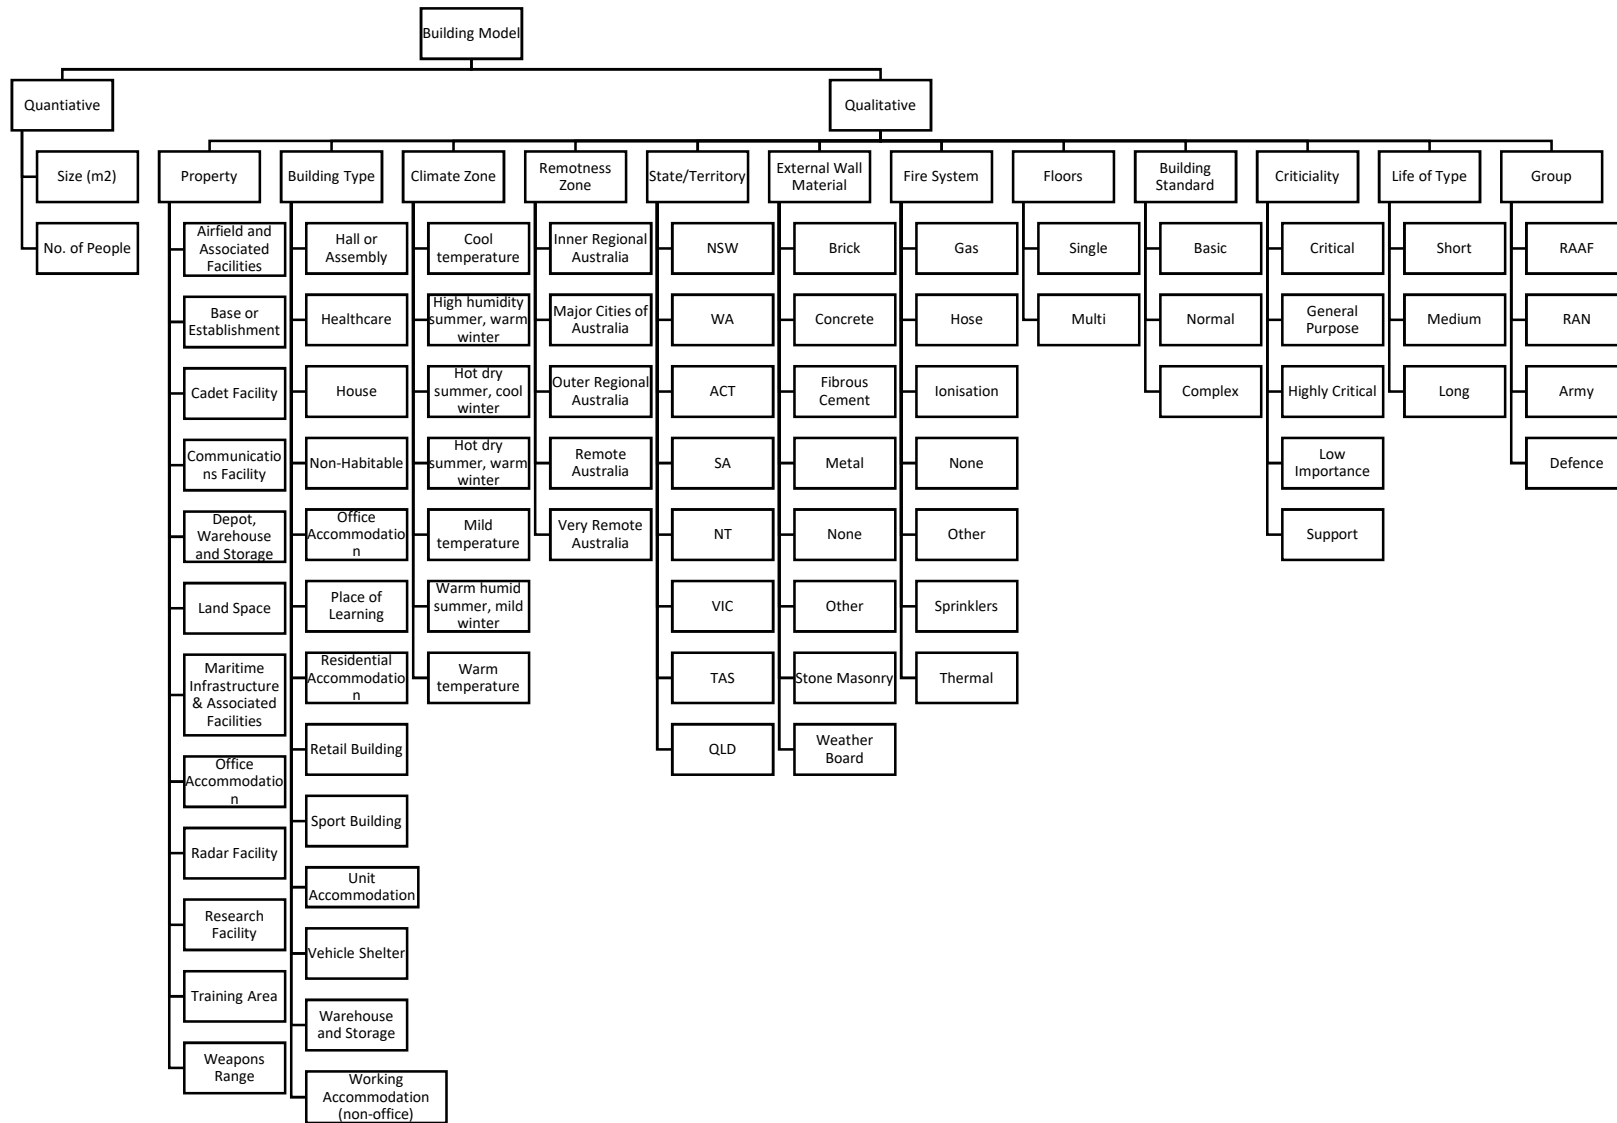 Building Model
Quantiative
Qualitative
Size (m2)
No. of People
Property
Airfield and
Associated
Facilities
Base or
Establishment
Cadet Facility
Communicatio
ns Facility
Depot,
Warehouse
and Storage
Land Space
Maritime
Infrastructure
& Associated
Facilities
Office
Accommodatio
n
Radar Facility
Research
Facility
Training Area
Weapons
Range
Building Type
Hall or
Assembly
Healthcare
House
Non-Habitable
Office
Accommodatio
n
Place of
Learning
Residential
Accommodatio
n
Retail Building
Sport Building
Unit
Accommodation
Vehicle Shelter
Warehouse
and Storage
Working
Accommodation
(non-office)
Climate Zone
Cool
temperature
High humidity
summer, warm
winter
Hot dry
summer, cool
winter
Hot dry
summer, warm
winter
Mild
temperature
Warm humid
summer, mild
winter
Warm
temperature
Remotness
Zone
Inner Regional
Australia
Major Cities of
Australia
Outer Regional
Australia
Remote
Australia
Very Remote
Australia
State/Territory
NSW
WA
ACT
SA
NT
VIC
TAS
QLD
External Wall
Material
Brick
Concrete
Fibrous
Cement
Metal
None
Other
Stone Masonry
Weather
Board
Fire System
Gas
Hose
Ionisation
None
Other
Sprinklers
Thermal
Floors
Single
Multi
Building
Standard
Basic
Normal
Complex
Criticiality
Critical
General
Purpose
Highly Critical
Low
Importance
Support
Life of Type
Short
Medium
Long
Group
RAAF
RAN
Army
Defence